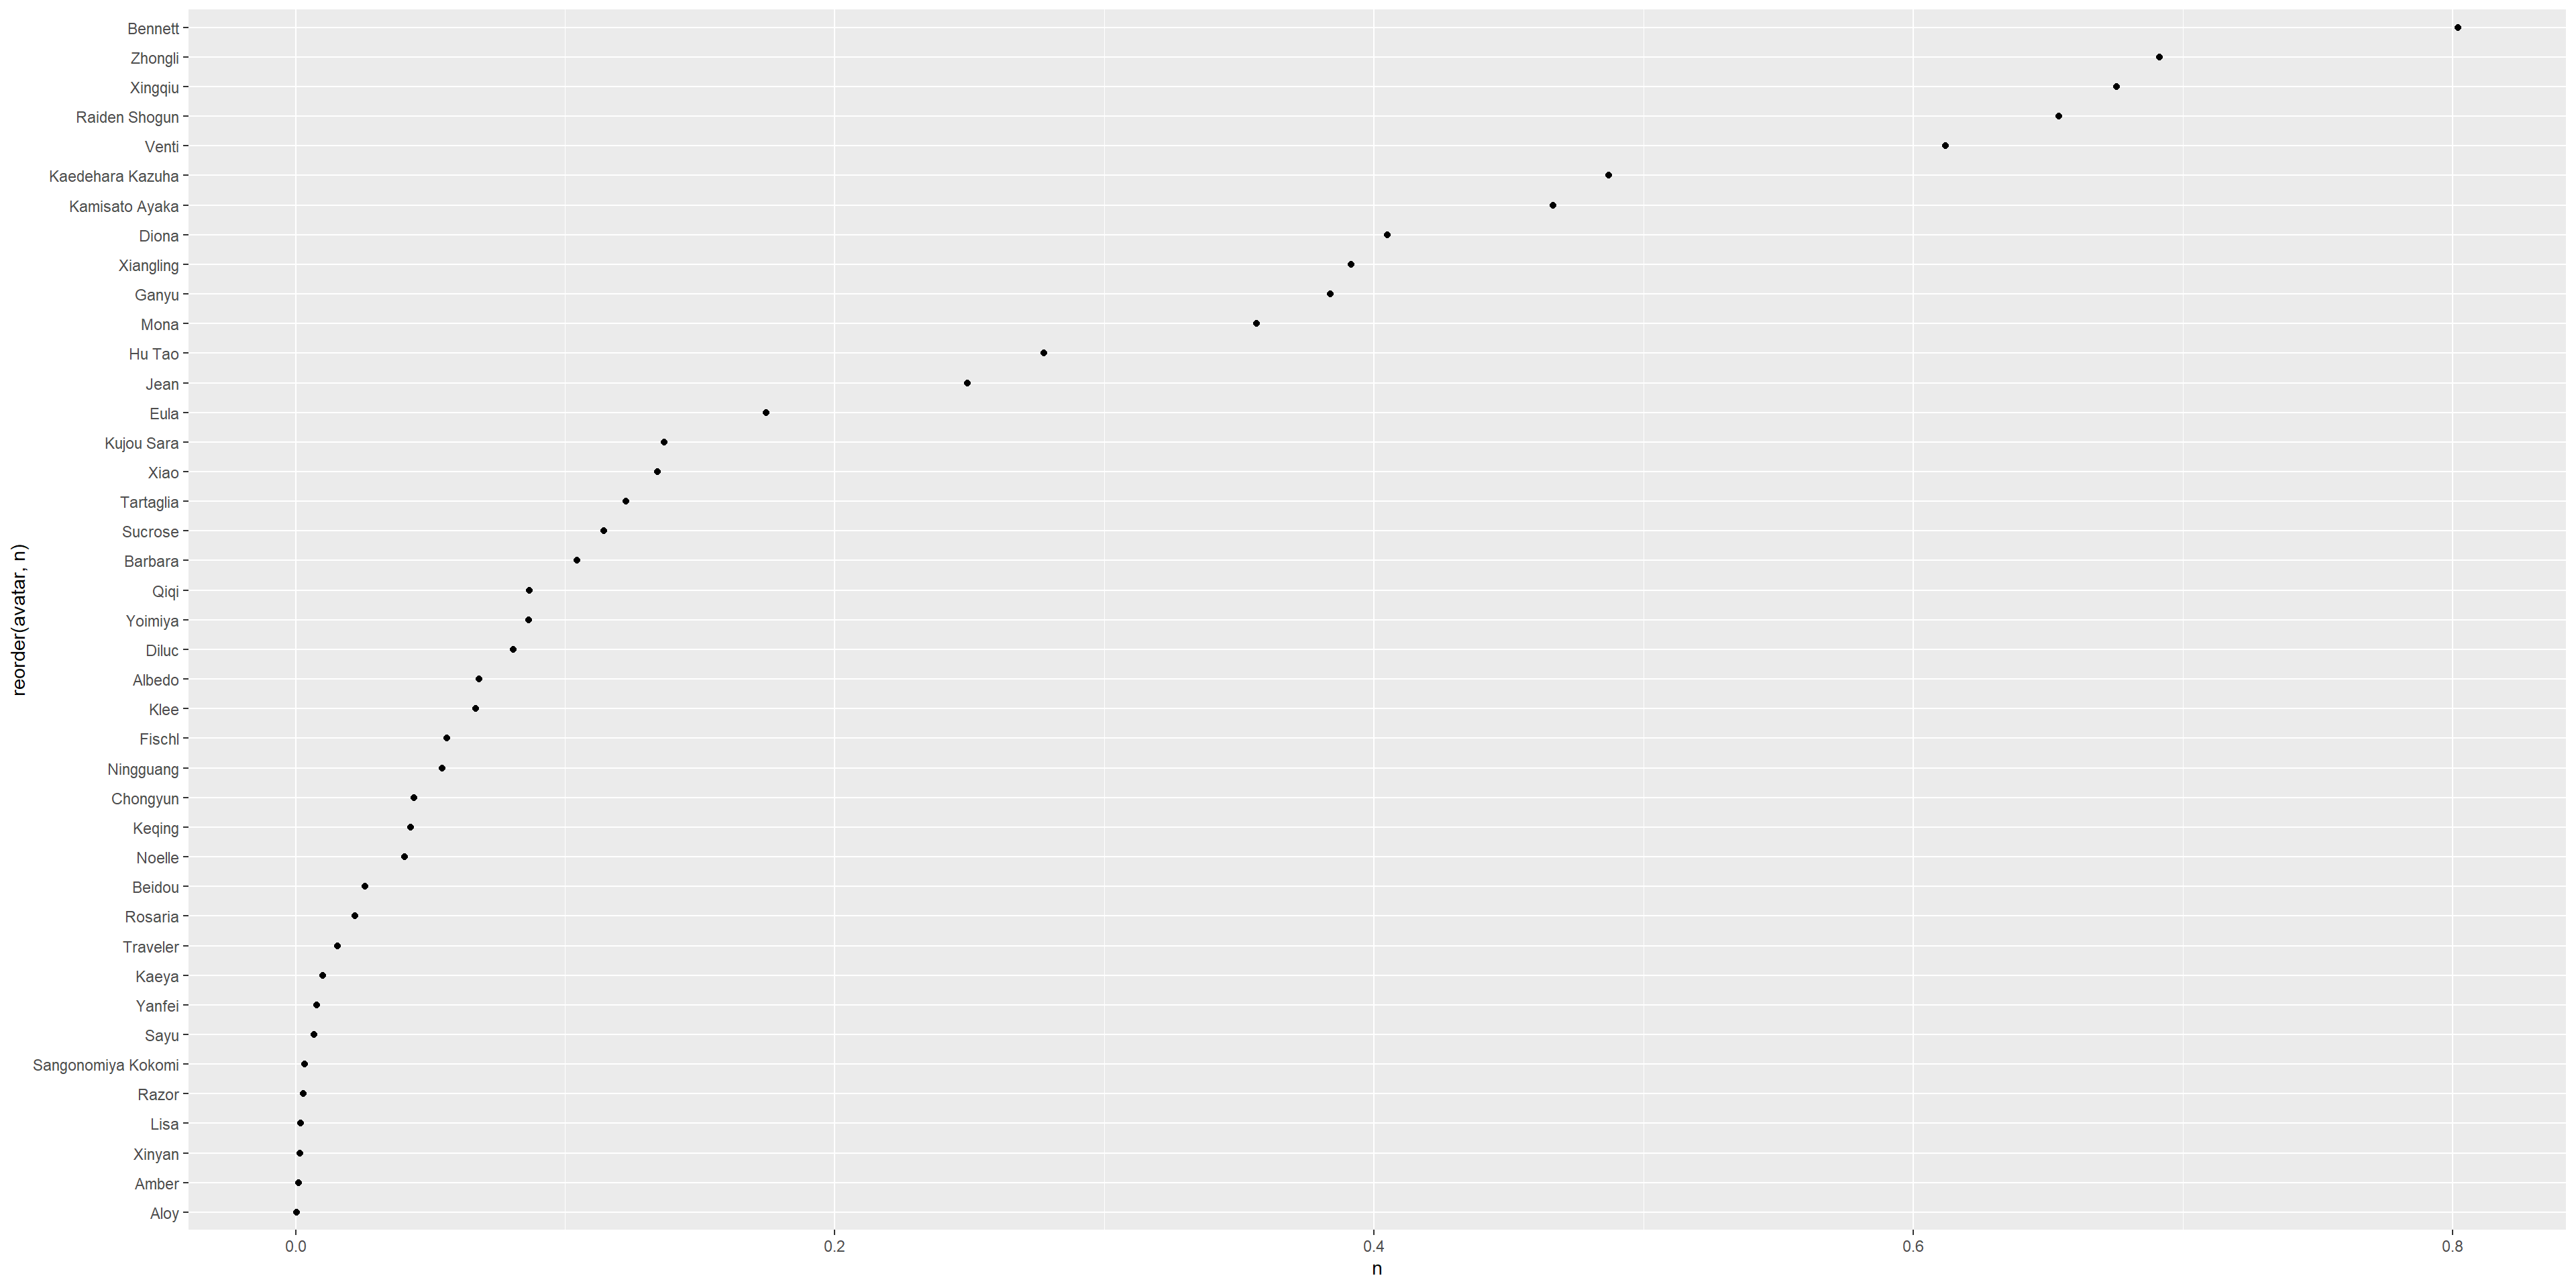 Bennett
Zhongli
Xingqiu
Raiden Shogun
Venti
Kaedehara Kazuha
Kamisato Ayaka
Diona
Xiangling
Ganyu
Mona
Hu Tao
Jean
Eula
Kujou Sara
Xiao
Tartaglia
Sucrose
Barbara
Qiqi
Yoimiya
Diluc
Albedo
Klee
Fischl
Ningguang
Chongyun
Keqing
Noelle
Beidou
Rosaria
Traveler
Kaeya
Yanfei
Sayu
Sangonomiya Kokomi
Razor
Lisa
Xinyan
Amber
Aloy
reorder(avatar, n)
0.0 0.2 0.4 0.6 0.8
n